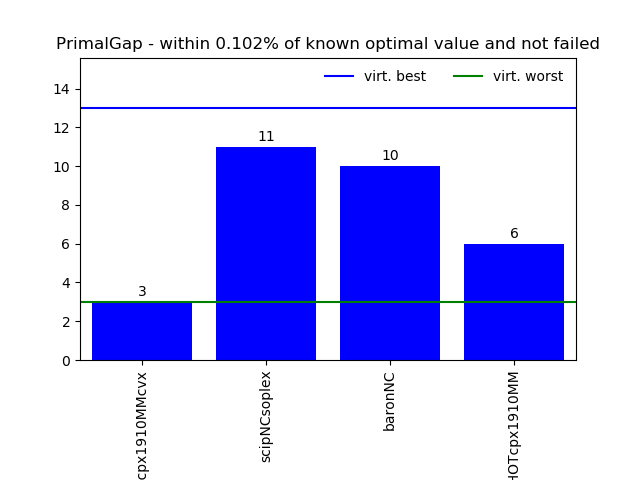 PrimalGap - within 0.102% of known optimal value and not failed
virt. best
virt. worst
14
12
10
8
6
4
2
0
3
11
10
6
cpx1910MMcvx
scipNCsoplex
baronNC
HOTcpx1910MM